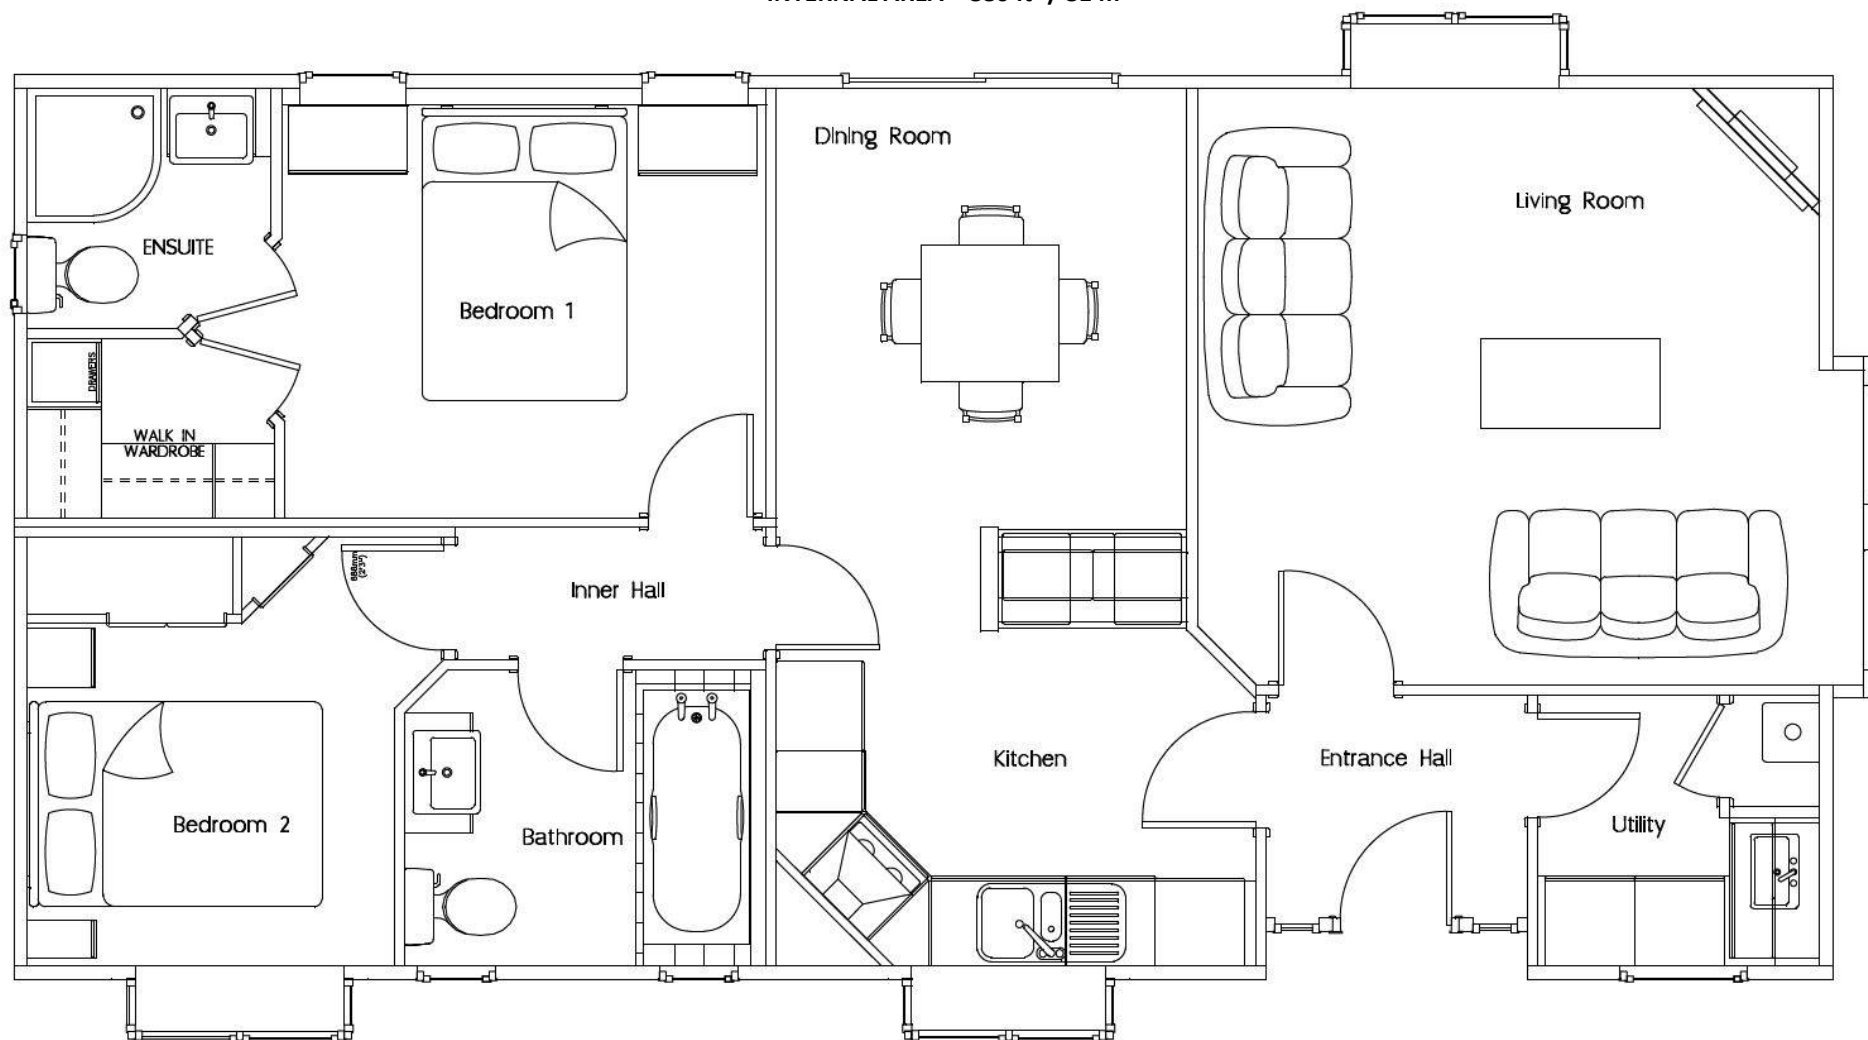 Dining Room
Living Room
ENSUITE
Bedroom 1
DRAWERS
WALK IN
WARDROBE
Inner Hall
Kitchen
Entrance Hall
Utility
Bedroom 2
Bathroom